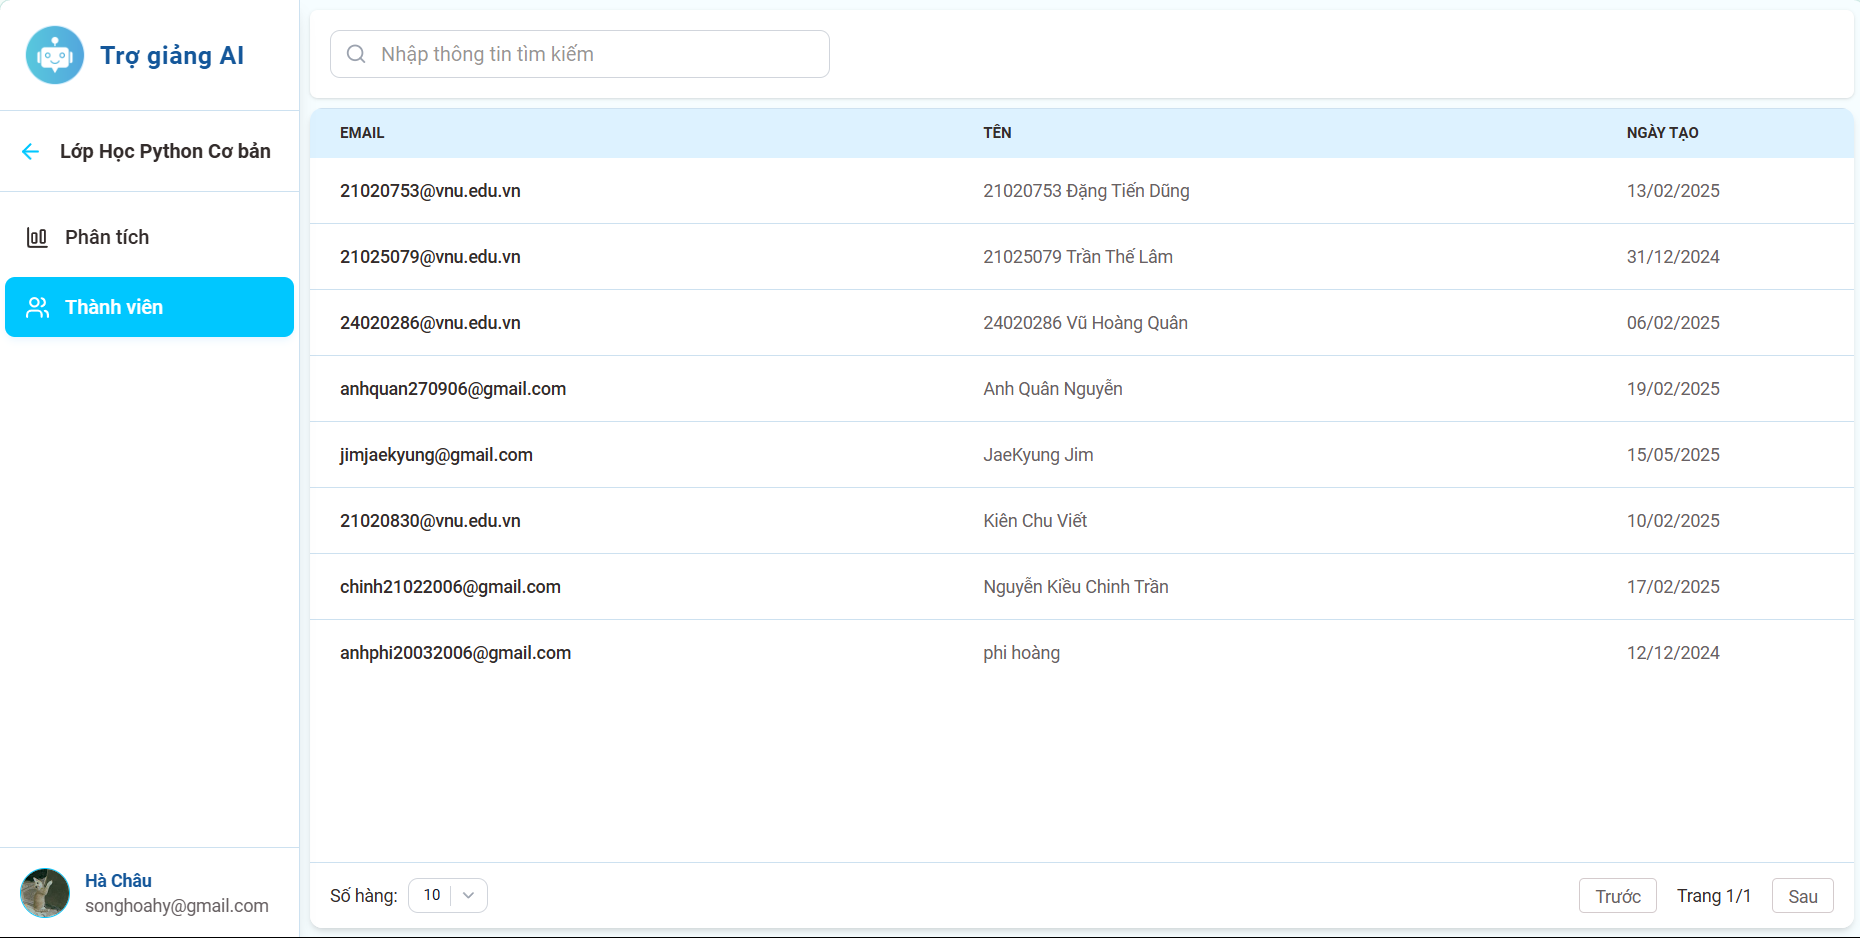 Trợ giảng AI
Lớp Học Python Cơ bản
Phân tích
Thành viên
Hà Châu
songhoahy@gmail.com
Nhập thông tin tìm kiếm
EMAIL TÊN NGÀY TẠO
21020753@vnu.edu.vn 21020753 Đặng Tiến Dũng 13/02/2025
21025079@vnu.edu.vn 21025079 Trần Thế Lâm 31/12/2024
24020286@vnu.edu.vn 24020286 Vũ Hoàng Quân 06/02/2025
anhquan270906@gmail.com Anh Quân Nguyễn 19/02/2025
jimjaekyung@gmail.com JaeKyung Jim 15/05/2025
21020830@vnu.edu.vn Kiên Chu Viết 10/02/2025
chinh21022006@gmail.com Nguyễn Kiều Chinh Trần 17/02/2025
anhphi20032006@gmail.com phi hoàng 12/12/2024
Số hàng: 10 Trước Trang 1/1 Sau